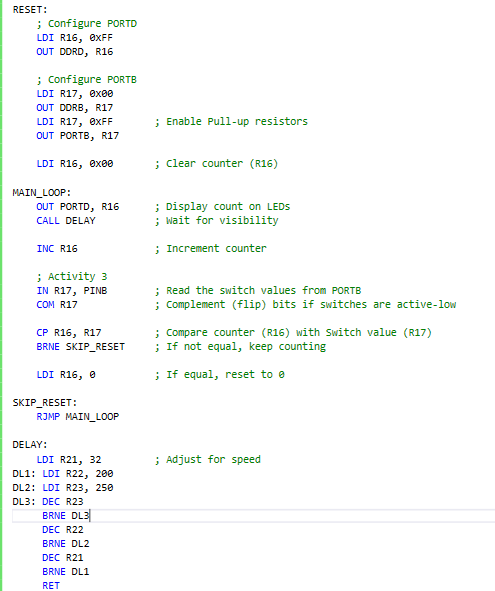 RESET:
; Configure PORTD
LDI R16, 0xFF
OUT DDRD, R16
; Configure PORTB
LDI R17, 0x00
OUT DDRB, R17
LDI R17, 0xFF ; Enable Pull-up resistors
OUT PORTB, R17
LDI R16, 0x00 ; Clear counter (R16)
MAIN_LOOP:
OUT PORTD, R16 ; Display count on LEDs
CALL DELAY ; Wait for visibility
INC R16 ; Increment counter
; Activity 3
IN R17, PINB ; Read the switch values from PORTB
COM R17 ; Complement (flip) bits if switches are active-low
CP R16, R17 ; Compare counter (R16) with Switch value (R17)
BRNE SKIP_RESET ; If not equal, keep counting
LDI R16, 0 ; If equal, reset to 0
SKIP_RESET:
RJMP MAIN_LOOP
DELAY:
LDI R21, 32 ; Adjust for speed
DL1: LDI R22, 200
DL2: LDI R23, 250
DL3: DEC R23
BRNE DL3
DEC R22
BRNE DL2
DEC R21
BRNE DL1
RET